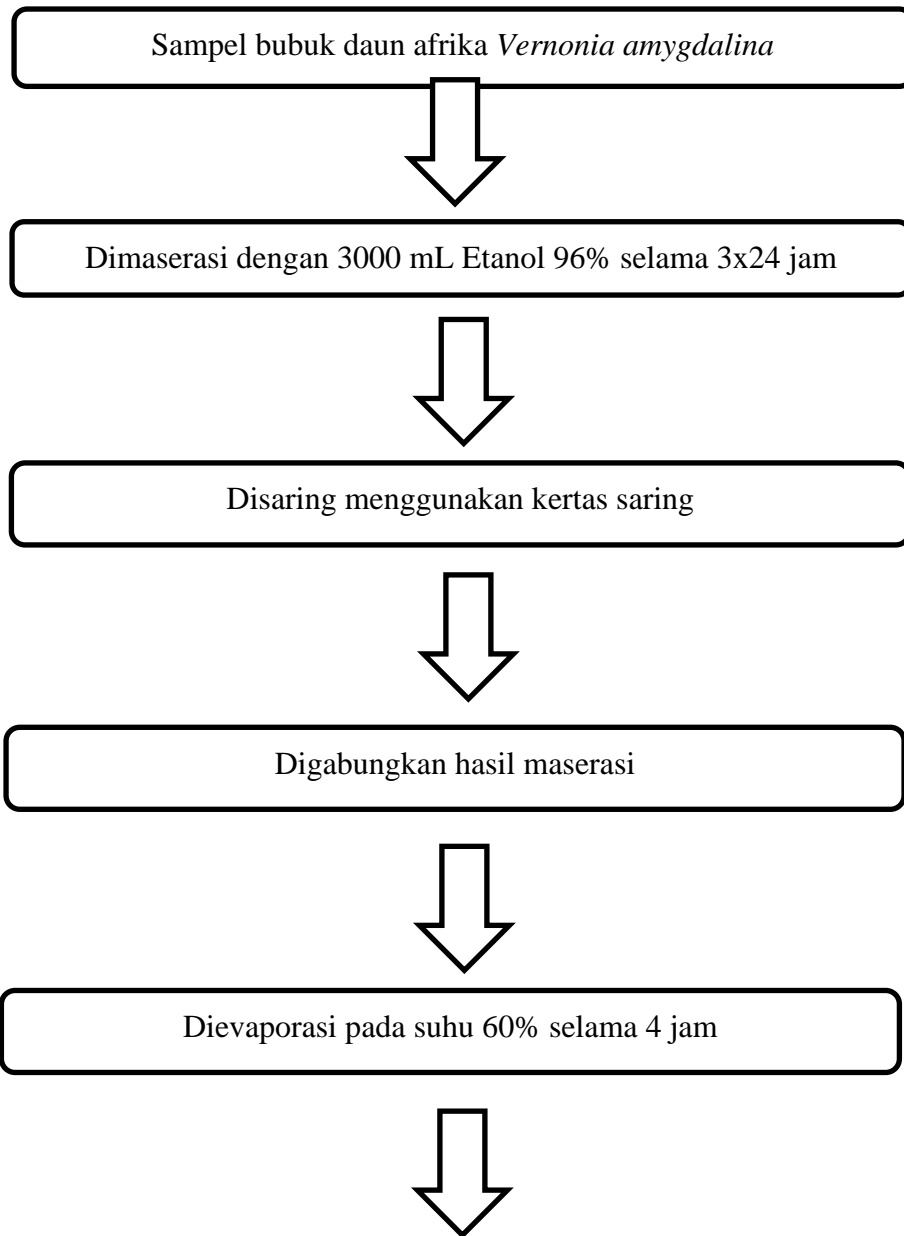 Sampel bubuk daun afrika Vernonia amygdalina
Dimaserasi dengan 3000 mL Etanol 96% selama 3x24 jam
Disaring menggunakan kertas saring
Digabungkan hasil maserasi
Dievaporasi pada suhu 60% selama 4 jam